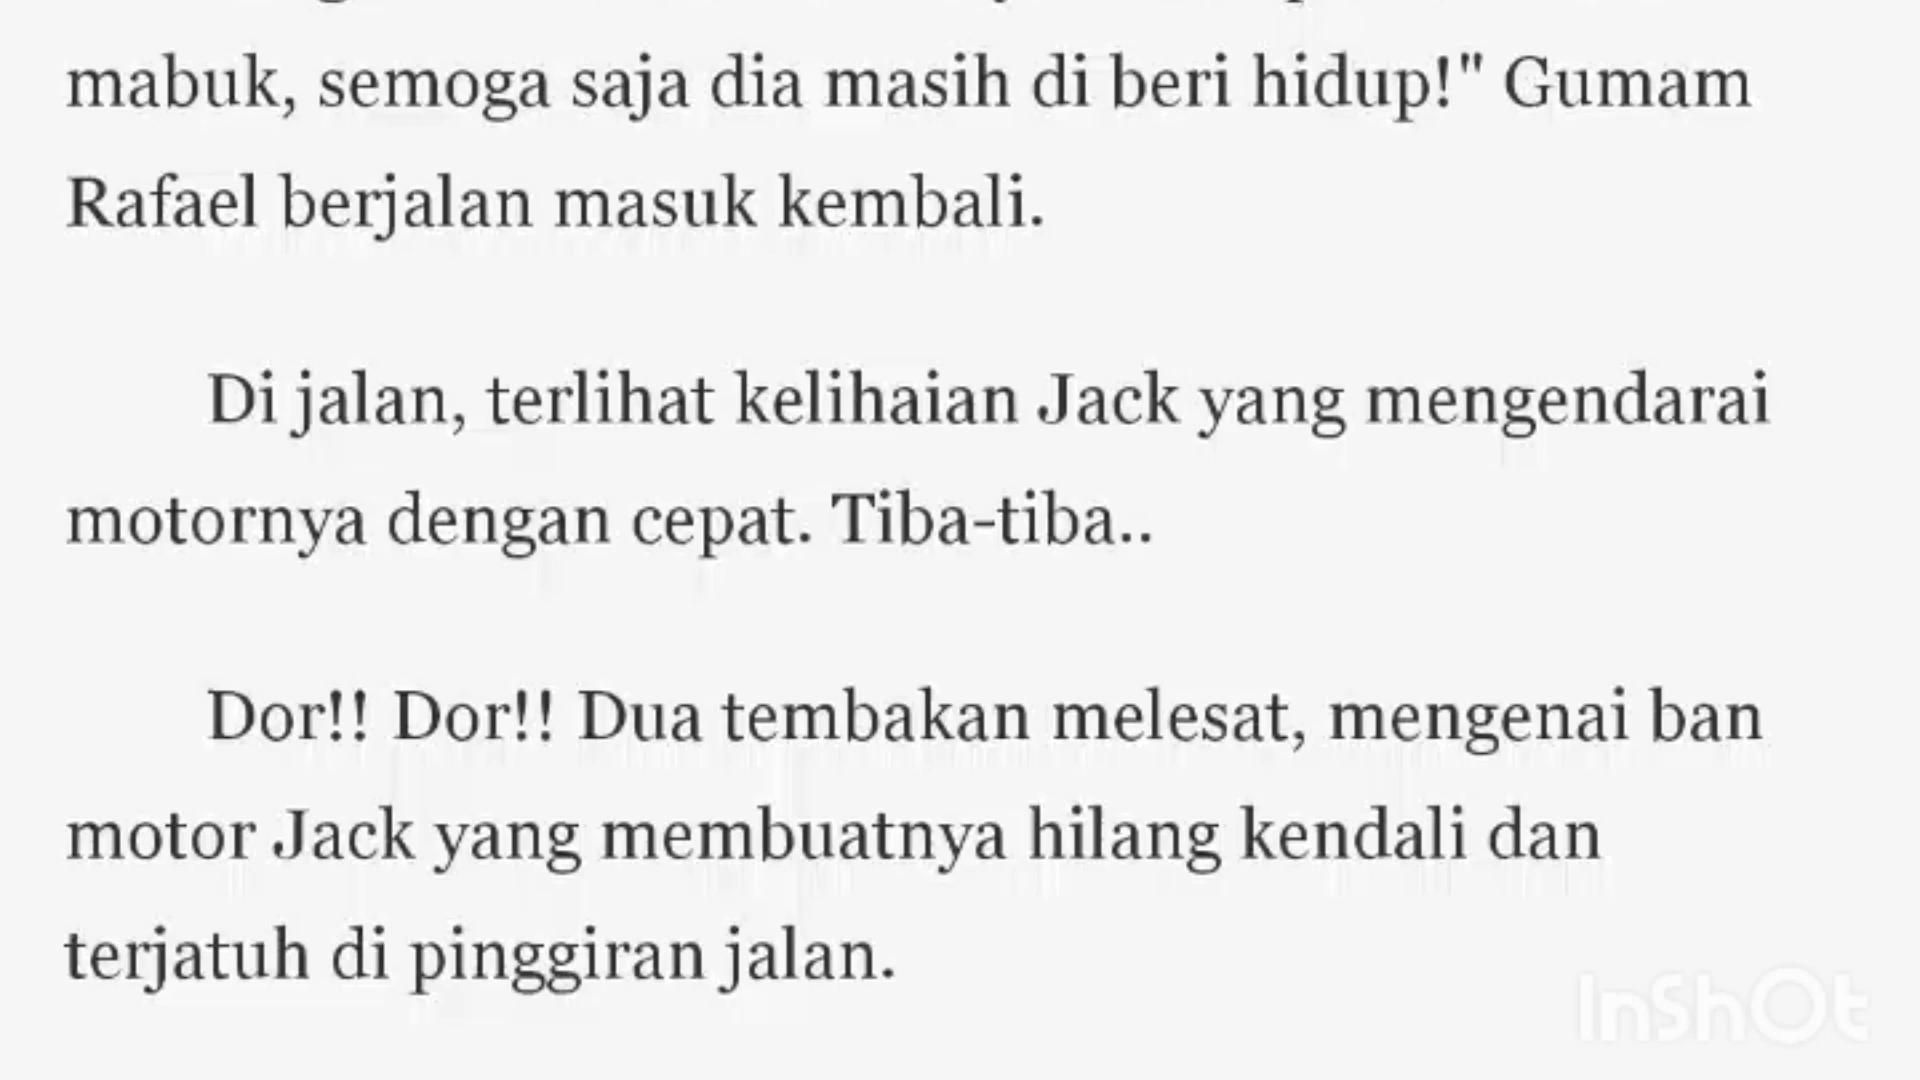 mabuk, semoga saja dia masih di beri hidup!" Gumam
Rafael berjalan masuk kembali.
Di jalan, terlihat kelihaian Jack yang mengendarai
motornya dengan cepat. Tiba-tiba..
Dor!! Dor!! Dua tembakan melesat, mengenai ban
motor Jack yang membuatnya hilang kendali dan
terjatuh di pinggiran jalan.
InShOt